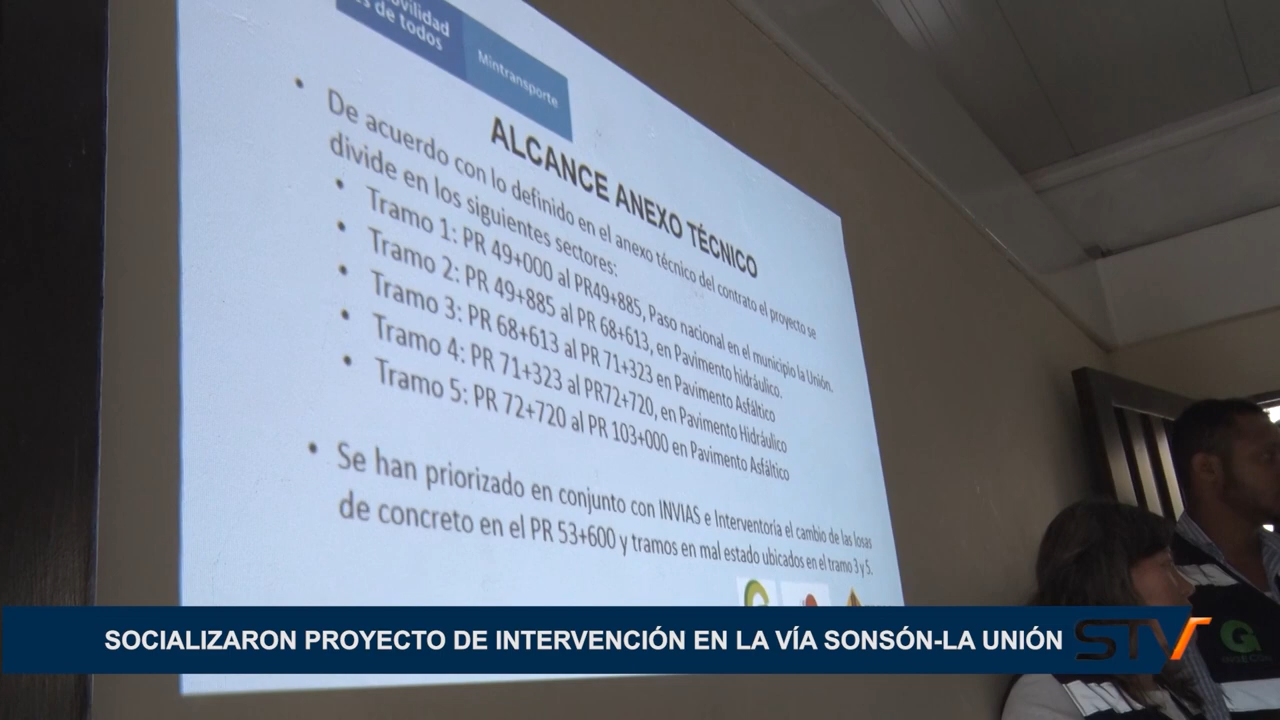 ovilidad
s de todos
Mintransporte
ALCANCE ANEXO TÉCNICO
• De acuerdo con lo definido en el anexo técnico del contrato el proyecto se
divide en los siguientes sectores:
• Tramo 1: PR 49+000 al PR49+885, Paso nacional en el municipio la Unión.
• Tramo 2: PR 49+885 al PR 68+613, en Pavimento hidráulico.
• Tramo 3: PR 68+613 al PR 71+323 en Pavimento Asfáltico
• Tramo 4: PR 71+323 al PR72+720, en Pavimento Hidráulico
• Tramo 5: PR 72+720 al PR 103+000 en Pavimento Asfáltico
• Se han priorizado en conjunto con INVIAS e Interventoria el cambio de las losas
de concreto en el PR 53+600 y tramos en mal estado ubicados en el tramo 3 y 5.
SOCIALIZARON PROYECTO DE INTERVENCIÓN EN LA VÍA SONSÓN-LA UNIÓN
STV
G